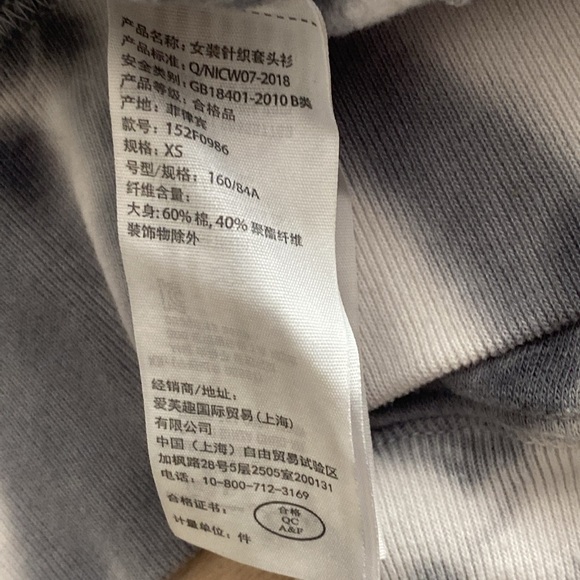 产品名称：女装针织套头衫
产品标准：Q/NICW07-2018
安全类别：GB18401-2010 B类
产品等级：合格品
产地：菲律宾
款号：152F0986
规格：XS
号型/规格：160/84A
纤维含量：
大身：60% 棉, 40% 聚酯纤维
装饰物除外
经销商/地址：
爱芙趣国际贸易(上海)
有限公司
中国（上海）自由贸易试验区
加枫路28号5层2505室200131
电话：10-800-712-3169
合格证书：
合格
QC
A&F
计量单位：件